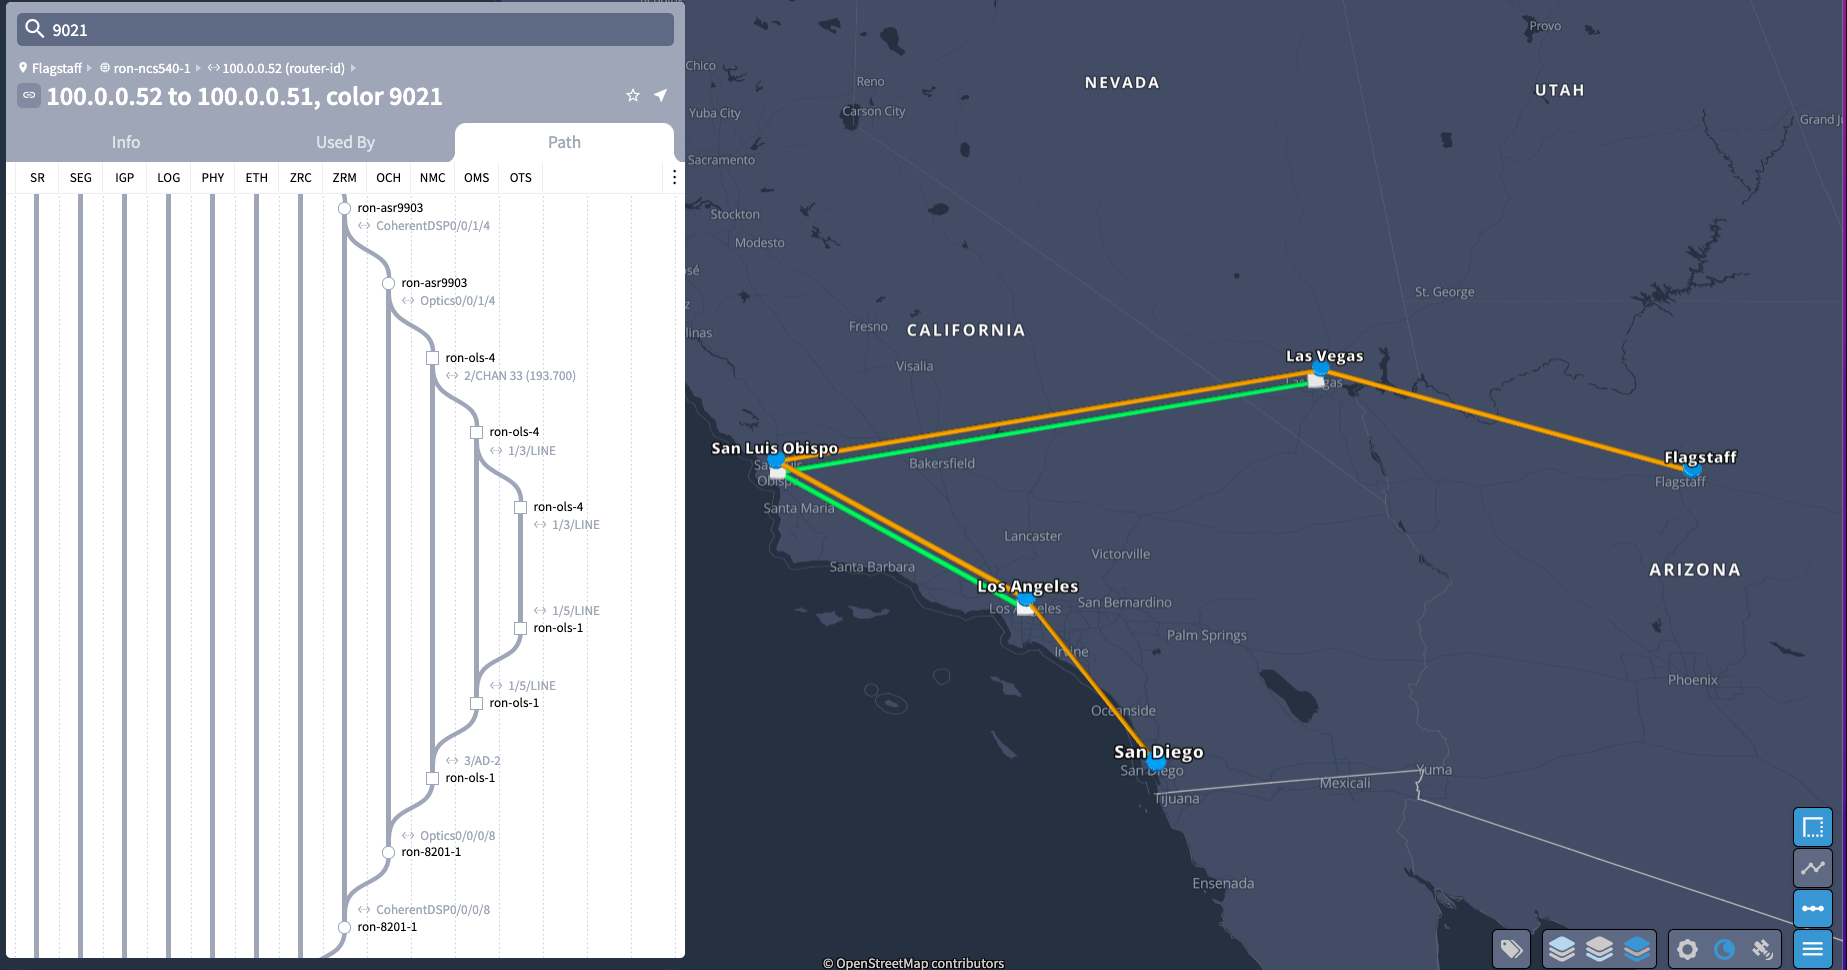 9021
Flagstaff
ron-ncs540-1
100.0.0.52 (router-id)
100.0.0.52 to 100.0.0.51, color 9021
Info
Used By
Path
SR SEG IGP LOG PHY ETH ZRC ZRM OCH NMC OMS OTS
ron-asr9903
CoherentDSP0/0/1/4
ron-asr9903
Optics0/0/1/4
ron-ols-4
2/CHAN 33 (193.700)
ron-ols-4
1/3/LINE
ron-ols-4
1/3/LINE
1/5/LINE
ron-ols-1
1/5/LINE
ron-ols-1
3/AD-2
ron-ols-1
Optics0/0/0/8
ron-8201-1
CoherentDSP0/0/0/8
ron-8201-1
Provo
Chico
Reno
NEVADA
UTAH
Yuba City
Carson City
Grand J
Sacramento
Stockton
Modesto
sé
St. George
z
linas
Fresno
CALIFORNIA
Visalia
Las Vegas
San Luis Obispo
Bakersfield
Flagstaff
Flagstaff
Obisp
Santa Maria
Lancaster
Victorville
Santa Barbara
ARIZONA
Los Angeles
San Bernardino
Palm Springs
Irvine
Phoenix
Oceanside
San Diego
San Diego
Yuma
Mexicali
Tijuana
Ensenada
© OpenStreetMap contributors